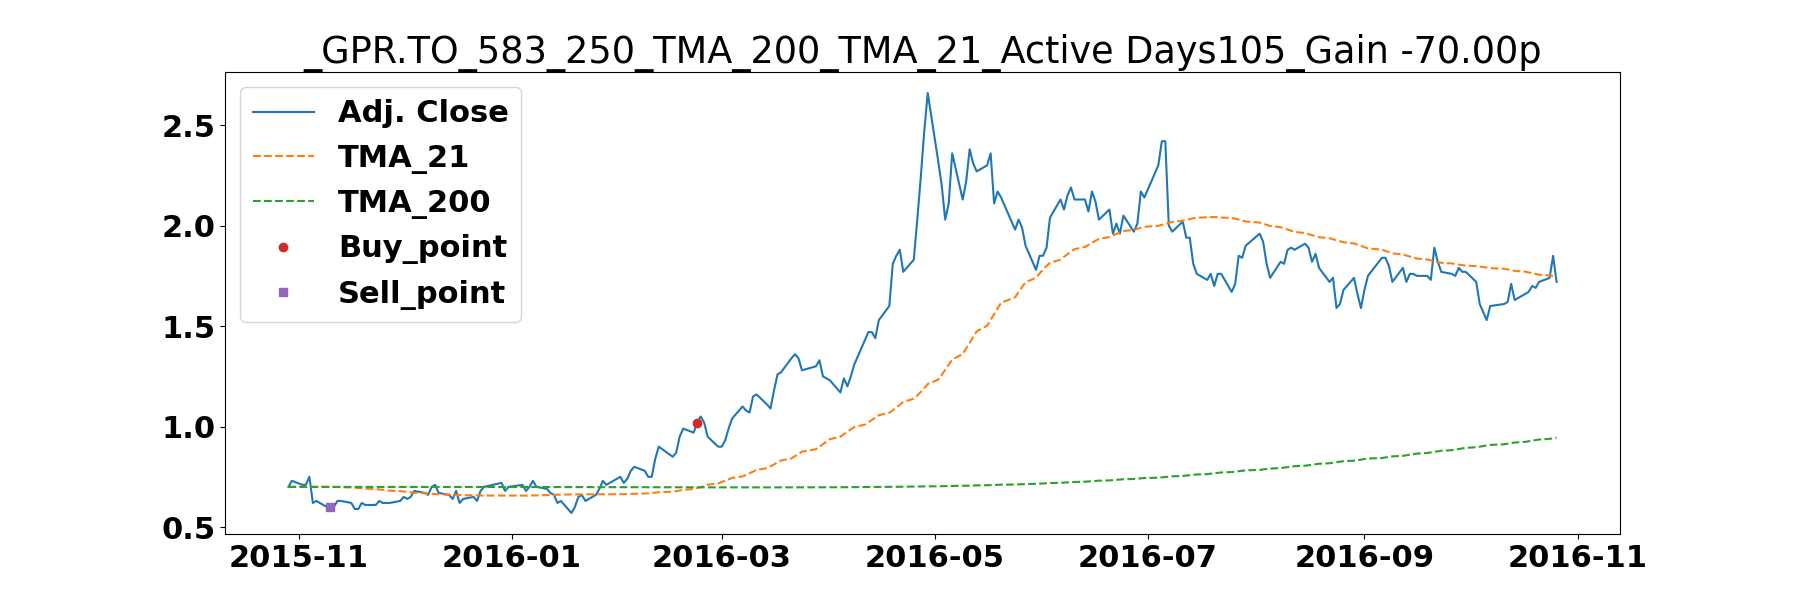 _GPR.TO_583_250_TMA_200_TMA_21_Active Days105_Gain -70.00p
Adj. Close
TMA_21
TMA_200
Buy_point
Sell_point
2.5
2.0
1.5
1.0
0.5
2015-11 2016-01 2016-03 2016-05 2016-07 2016-09 2016-11